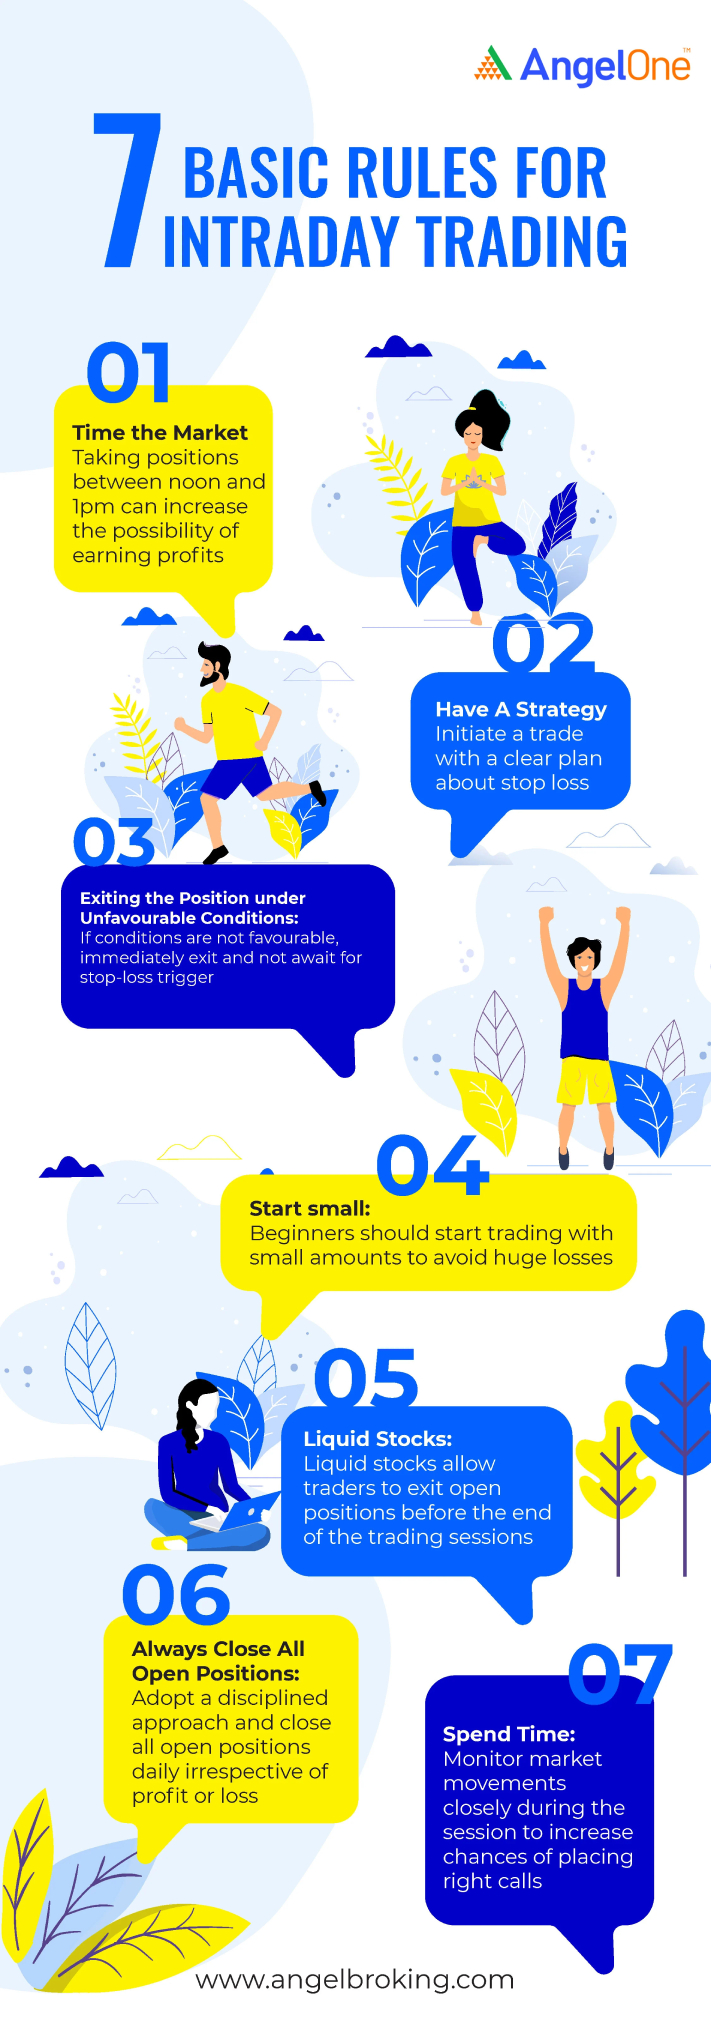 AngelOne™
7 BASIC RULES FOR
INTRADAY TRADING
01
Time the Market
Taking positions
between noon and
1pm can increase
the possibility of
earning profits
02
Have A Strategy
Initiate a trade
with a clear plan
about stop loss
03
Exiting the Position under
Unfavourable Conditions:
If conditions are not favourable,
immediately exit and not await for
stop-loss trigger
04
Start small:
Beginners should start trading with
small amounts to avoid huge losses
05
Liquid Stocks:
Liquid stocks allow
traders to exit open
positions before the end
of the trading sessions
06
Always Close All
Open Positions:
Adopt a disciplined
approach and close
all open positions
daily irrespective of
profit or loss
07
Spend Time:
Monitor market
movements
closely during the
session to increase
chances of placing
right calls
www.angelbroking.com